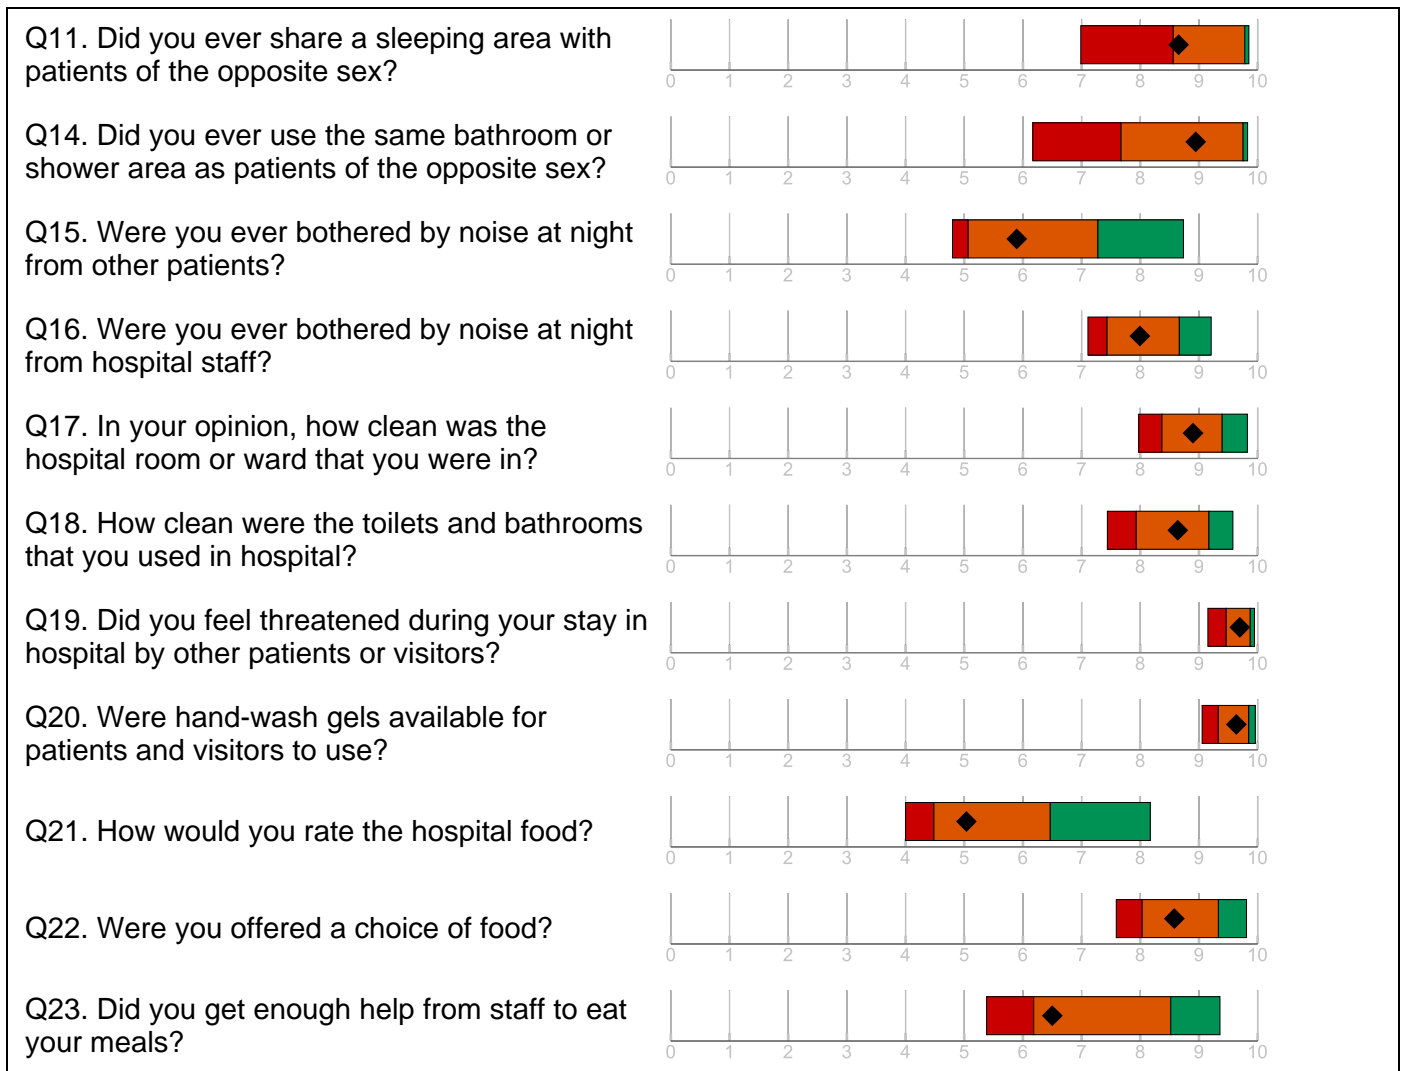 Q11. Did you ever share a sleeping area with
patients of the opposite sex?
0 1 2 3 4 5 6 7 8 9 10
Q14. Did you ever use the same bathroom or
shower area as patients of the opposite sex?
0 1 2 3 4 5 6 7 8 9 10
Q15. Were you ever bothered by noise at night
from other patients?
0 1 2 3 4 5 6 7 8 9 10
Q16. Were you ever bothered by noise at night
from hospital staff?
0 1 2 3 4 5 6 7 8 9 10
Q17. In your opinion, how clean was the
hospital room or ward that you were in?
0 1 2 3 4 5 6 7 8 9 10
Q18. How clean were the toilets and bathrooms
that you used in hospital?
0 1 2 3 4 5 6 7 8 9 10
Q19. Did you feel threatened during your stay in
hospital by other patients or visitors?
0 1 2 3 4 5 6 7 8 9 10
Q20. Were hand-wash gels available for
patients and visitors to use?
0 1 2 3 4 5 6 7 8 9 10
Q21. How would you rate the hospital food?
0 1 2 3 4 5 6 7 8 9 10
Q22. Were you offered a choice of food?
0 1 2 3 4 5 6 7 8 9 10
Q23. Did you get enough help from staff to eat
your meals?
0 1 2 3 4 5 6 7 8 9 10